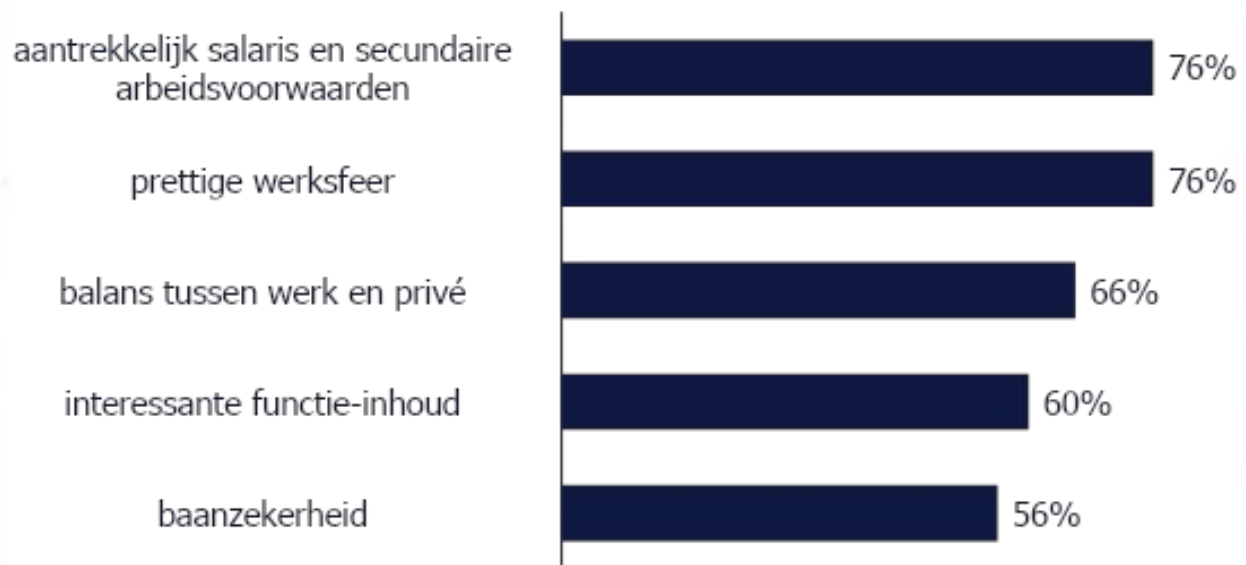 aantrekkelijk salaris en secundaire
arbeidsvoorwaarden
76%
prettige werksfeer
76%
balans tussen werk en privé
66%
interessante functie-inhoud
60%
baanzekerheid
56%